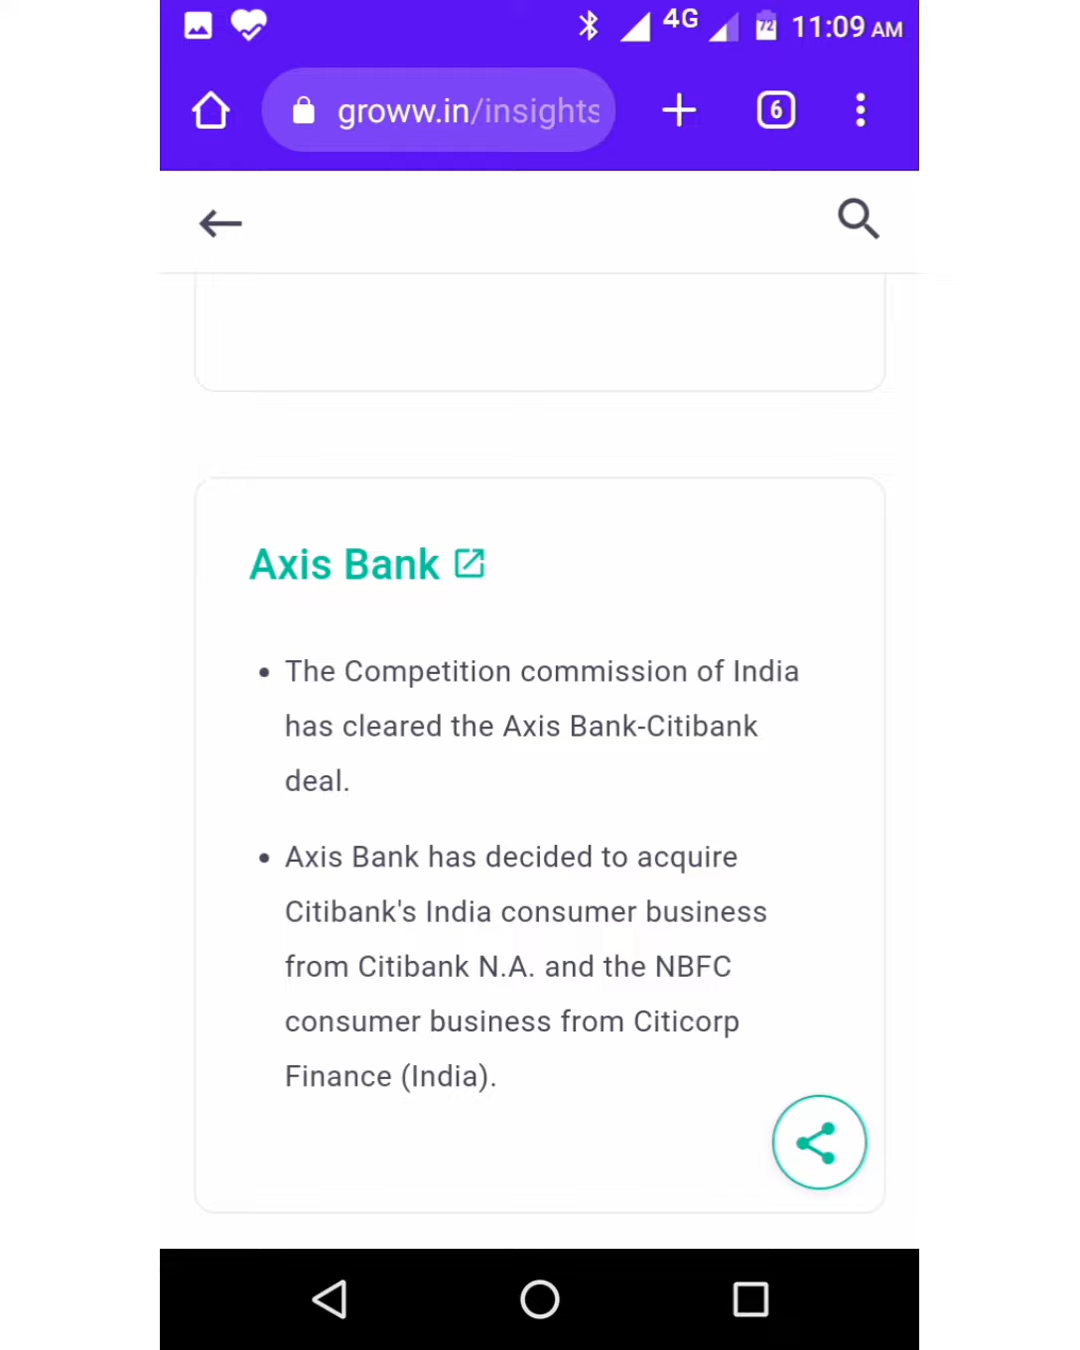 4G 72 11:09 AM
groww.in/insights 6
Axis Bank
• The Competition commission of India
has cleared the Axis Bank-Citibank
deal.
• Axis Bank has decided to acquire
Citibank's India consumer business
from Citibank N.A. and the NBFC
consumer business from Citicorp
Finance (India).